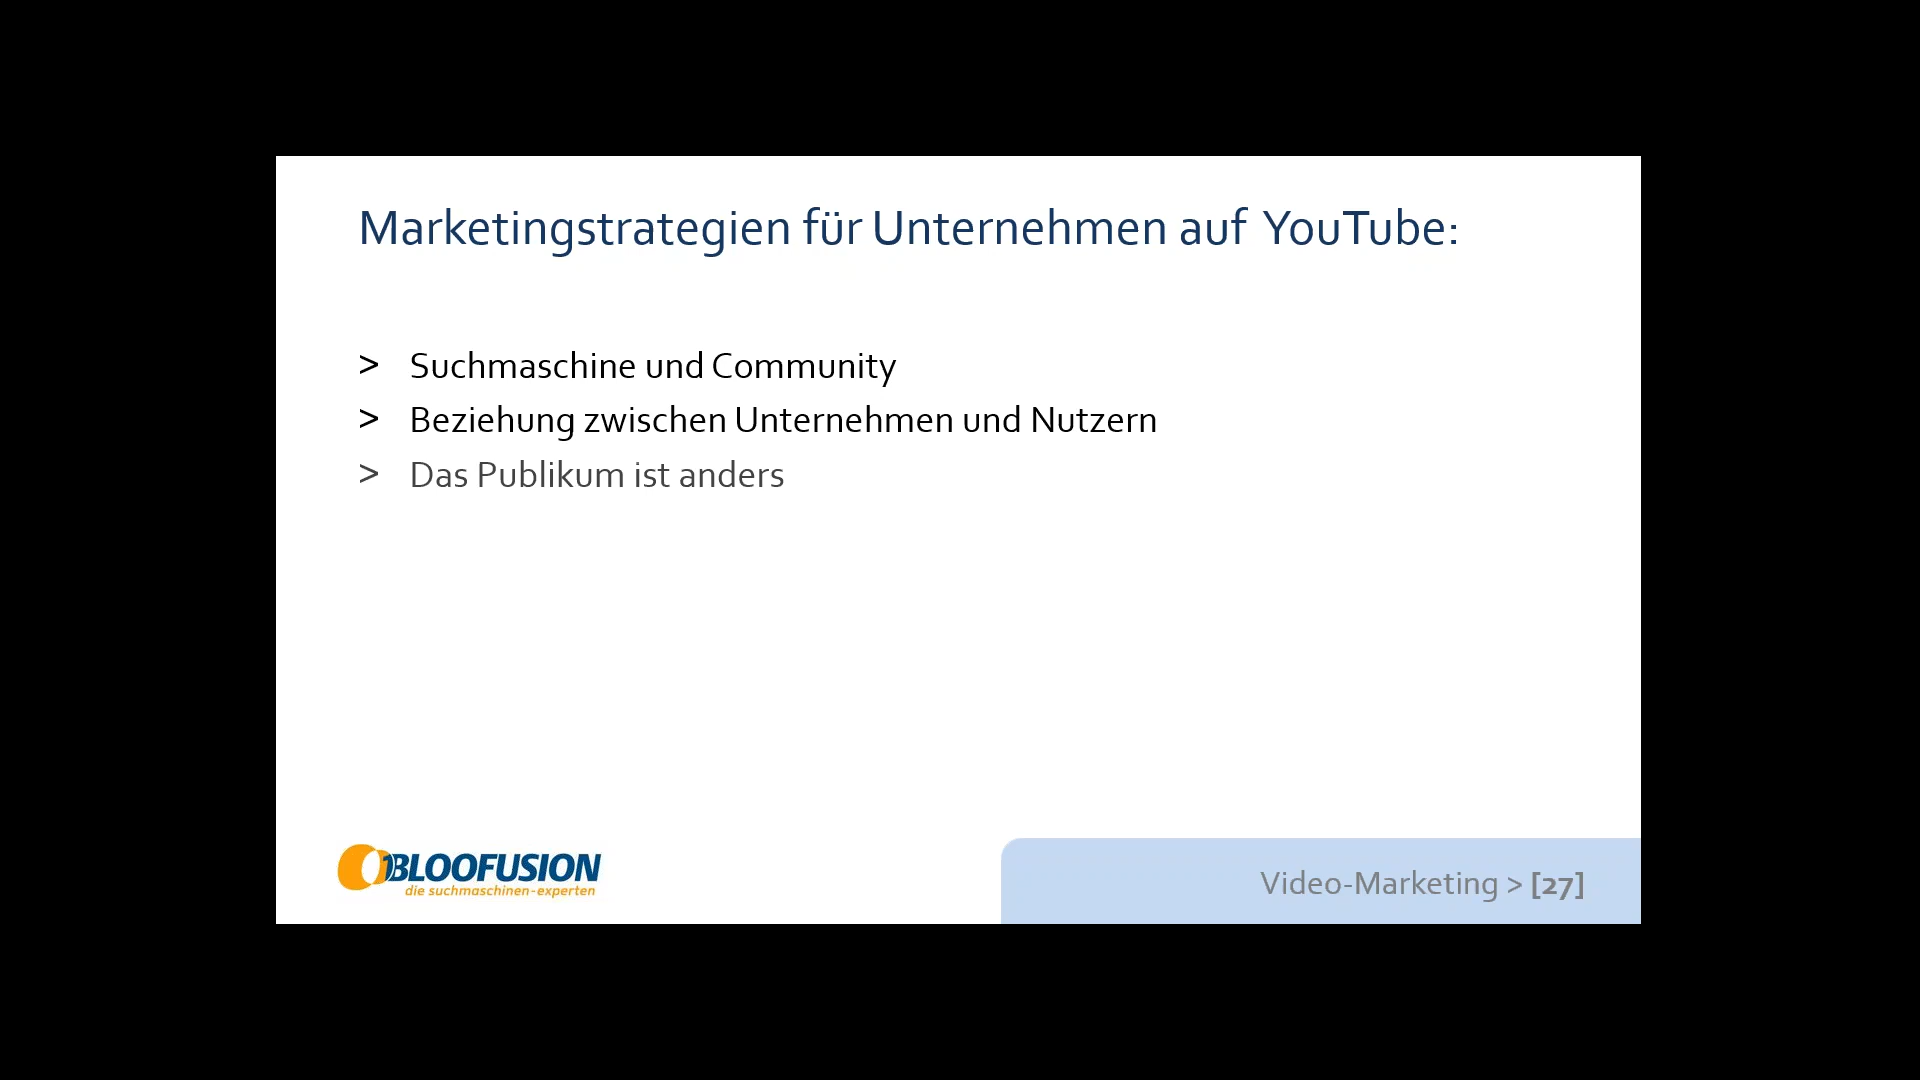 Marketingstrategien für Unternehmen auf YouTube:
> Suchmaschine und Community
> Beziehung zwischen Unternehmen und Nutzern
> Das Publikum ist anders
BLOOFUSION
die suchmaschinen-experten
Video-Marketing > [27]